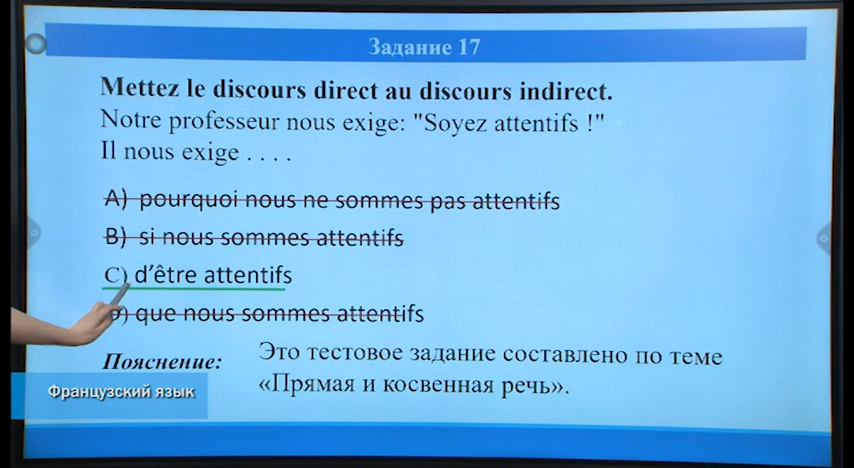 Задание 17
Mettez le discours direct au discours indirect.
Notre professeur nous exige: "Soyez attentifs !"
Il nous exige . . . .
A) pourquoi nous ne sommes pas attentifs
B) si nous sommes attentifs
C) d'être attentifs
D) que nous sommes attentifs
Пояснение:
Это тестовое задание составлено по теме
«Прямая и косвенная речь».
Французский язык